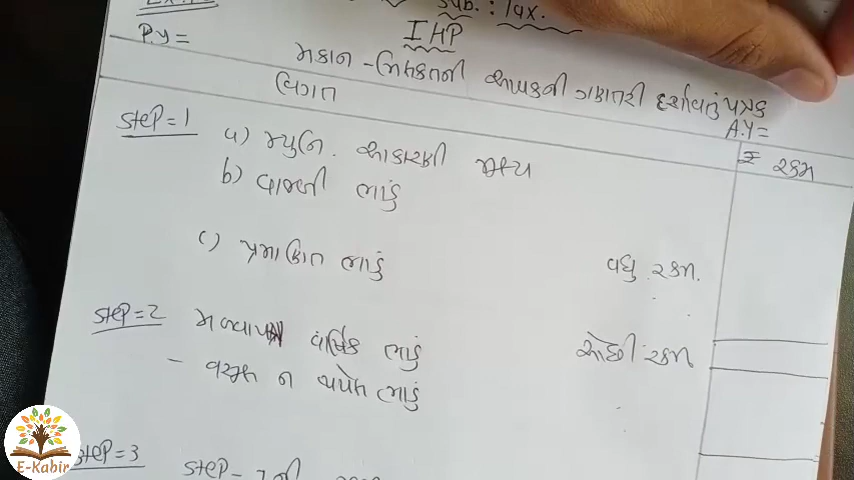 Sub. : Tax.
IHP
P.Y =
મકાન - મિલકતની આવકની ગણતરી દર્શાવતું પત્રક
A.Y =
વિગત
₹ રકમ
Step = 1
a) મ્યુનિ. આકારણી મૂલ્ય
b) વાજબી ભાડું
c) પ્રમાણિત ભાડું
વધુ રકમ.
Step = 2
મળવાપાત્ર વાર્ષિક ભાડું
ઓછી રકમ
- વસૂલ ન થયેલ ભાડું
Step = 3
Step - 1 ની
E-Kabir